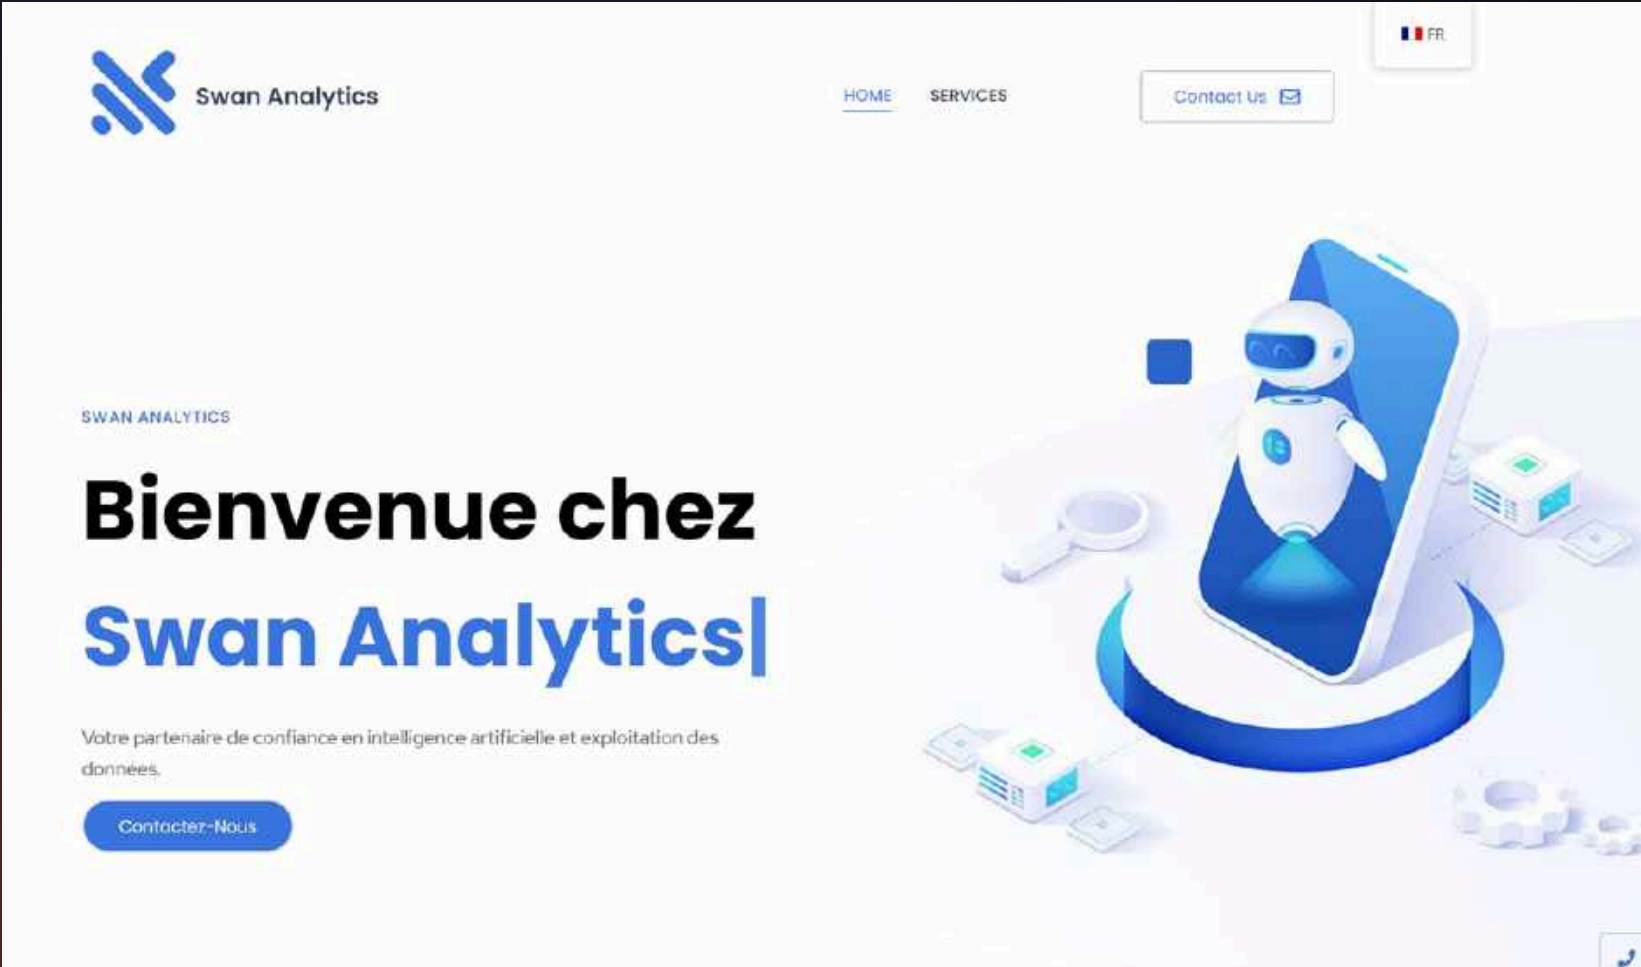 FR
Swan Analytics
HOME SERVICES
Contact Us
SWAN ANALYTICS
Bienvenue chez
Swan Analytics|
Votre partenaire de confiance en intelligence artificielle et exploitation des
données.
Contactez-Nous